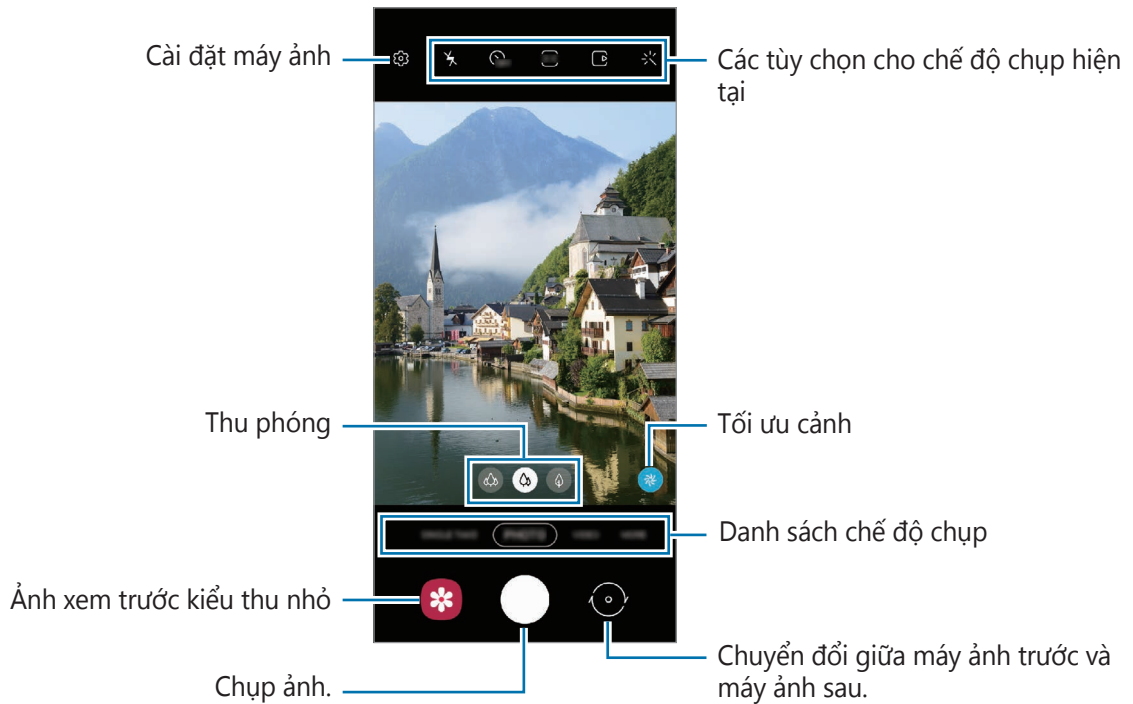 Cài đặt máy ảnh
Các tùy chọn cho chế độ chụp hiện
tại
Thu phóng
Tối ưu cảnh
Danh sách chế độ chụp
Ảnh xem trước kiểu thu nhỏ
Chuyển đổi giữa máy ảnh trước và
máy ảnh sau.
Chụp ảnh.